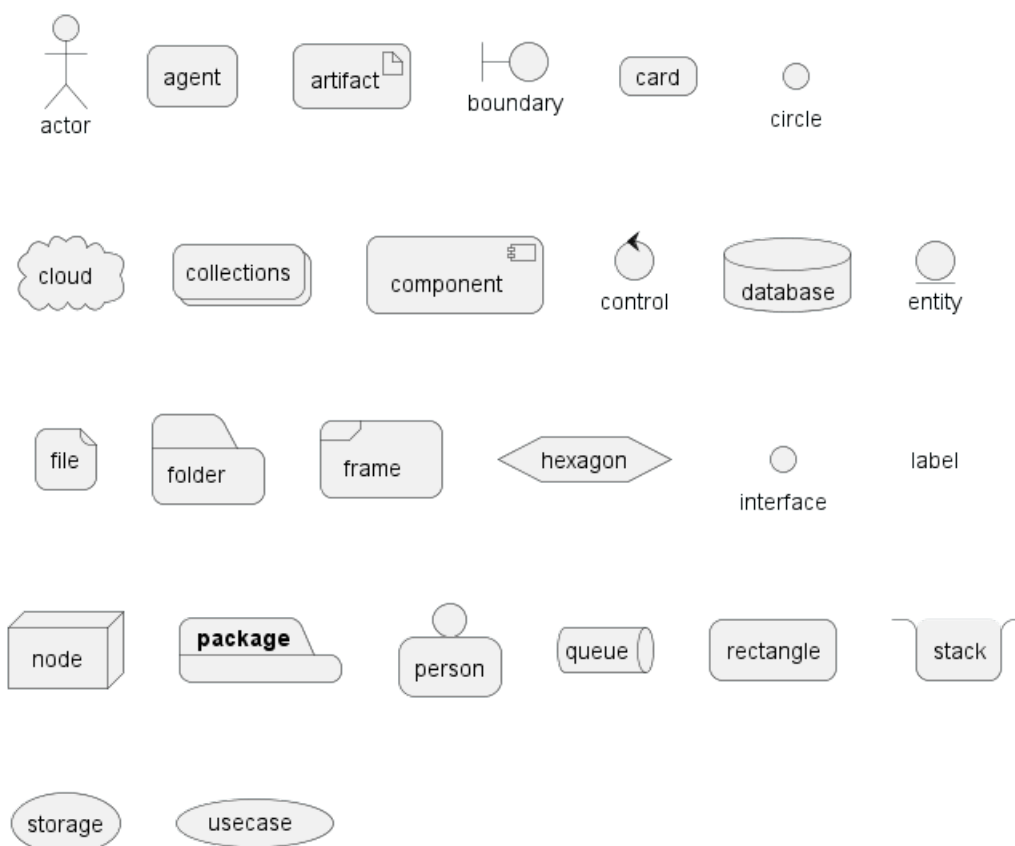 actor
agent
artifact
boundary
card
circle
cloud
collections
component
control
database
entity
file
folder
frame
hexagon
interface
label
node
package
person
queue
rectangle
stack
storage
usecase